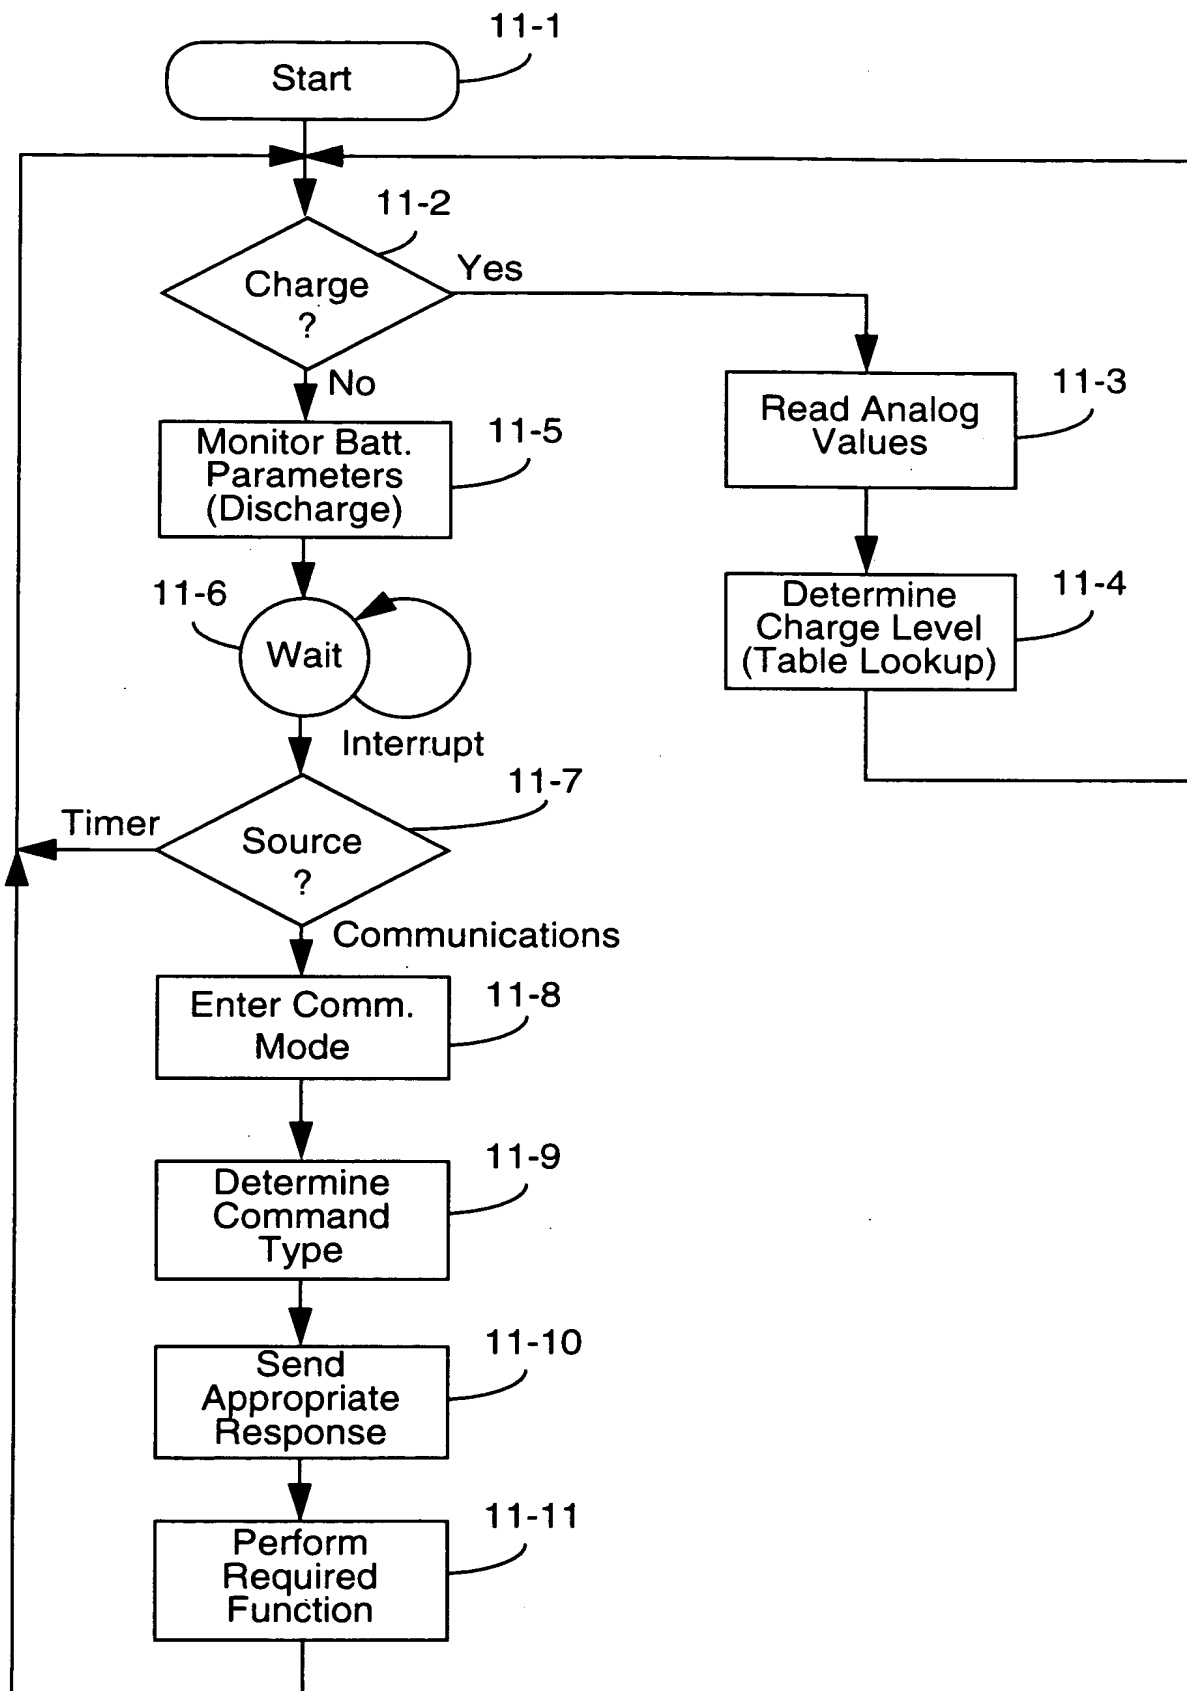 11-1
Start
11-2
Charge
?
Yes
No
11-3
Read Analog
Values
11-5
Monitor Batt.
Parameters
(Discharge)
11-4
Determine
Charge Level
(Table Lookup)
11-6
Wait
Interrupt
11-7
Source
?
Timer
Communications
11-8
Enter Comm.
Mode
11-9
Determine
Command
Type
11-10
Send
Appropriate
Response
11-11
Perform
Required
Function